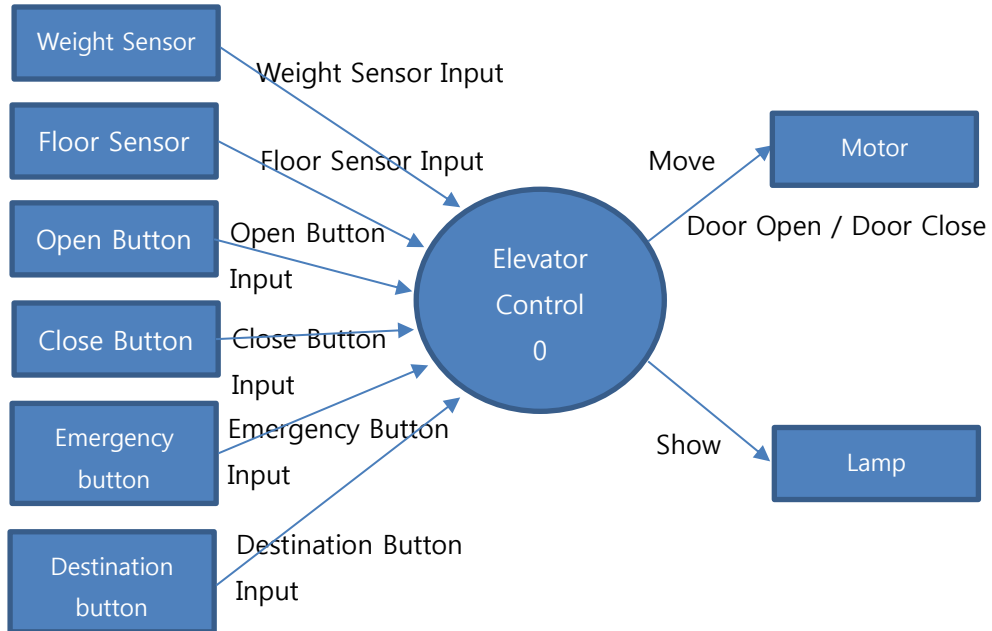 Weight Sensor
Weight Sensor Input
Floor Sensor
Floor Sensor Input
Open Button
Open Button
Input
Close Button
Close Button
Input
Emergency
button
Emergency Button
Input
Destination
button
Destination Button
Input
Elevator
Control
0
Move
Motor
Door Open / Door Close
Show
Lamp